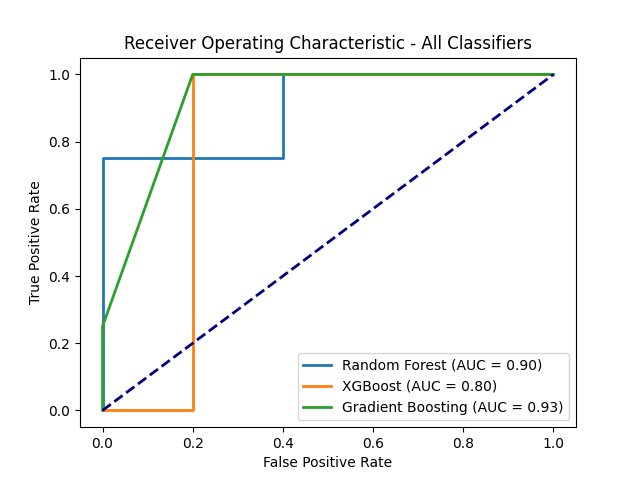 Receiver Operating Characteristic - All Classifiers
True Positive Rate
1.0
0.8
0.6
0.4
0.2
0.0
Random Forest (AUC = 0.90)
XGBoost (AUC = 0.80)
Gradient Boosting (AUC = 0.93)
0.0 0.2 0.4 0.6 0.8 1.0
False Positive Rate